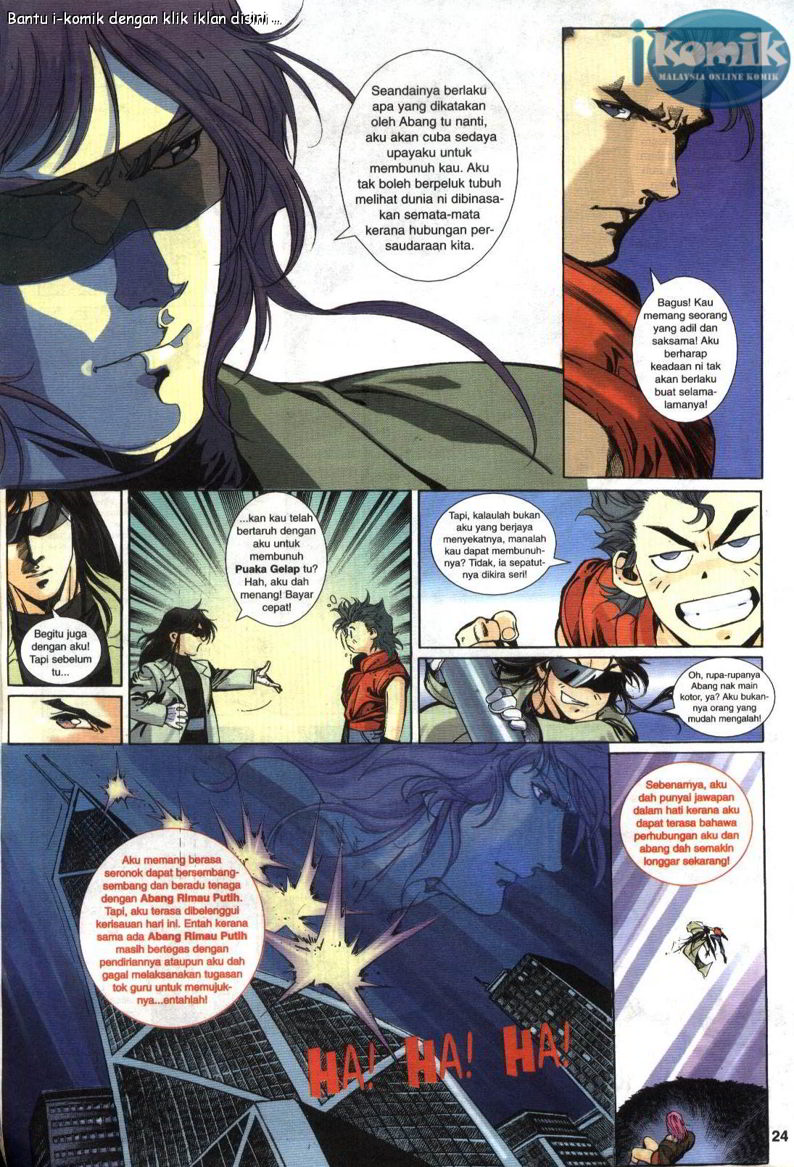 Bantu i-komik dengan klik iklan disini ...
ikomik
MALAYSIA ONLINE KOMIK
Seandainya berlaku
apa yang dikatakan
oleh Abang tu nanti,
aku akan cuba sedaya
upayaku untuk
membunuh kau. Aku
tak boleh berpeluk tubuh
melihat dunia ni dibinasa-
kan semata-mata
kerana hubungan per-
saudaraan kita.
Bagus! Kau
memang seorang
yang adil dan
saksama! Aku
berharap
keadaan ni tak
akan berlaku
buat selama-
lamanya!
Begitu juga
dengan aku!
Tapi sebelum
tu...
...kan kau telah
bertaruh dengan
aku untuk
membunuh
Puaka Gelap tu?
Hah, aku dah
menang! Bayar
cepat!
Tapi, kalaulah bukan
aku yang berjaya
menyekatnya, manalah
kau dapat membunuh-
nya? Tidak, ia sepatut-
nya dikira seri!
Oh, rupa-rupanya
Abang nak main
kotor, ya? Aku bukan-
nya orang yang
mudah mengalah!
Aku memang berasa
seronok dapat bersembang-
sembang dan beradu tenaga
dengan Abang Rimau Putih.
Tapi, aku terasa dibelenggu
kerisauan hari ini. Entah kerana
sama ada Abang Rimau Putih
masih bertegas dengan
pendiriannya ataupun aku dah
gagal melaksanakan tugasan
tok guru untuk memujuk-
nya...entahlah!
Sebenarnya, aku
dah punyai jawapan
dalam hati kerana aku
dapat terasa bahawa
perhubungan aku dan
abang dah semakin
longgar sekarang!
HA! HA! HA!
24